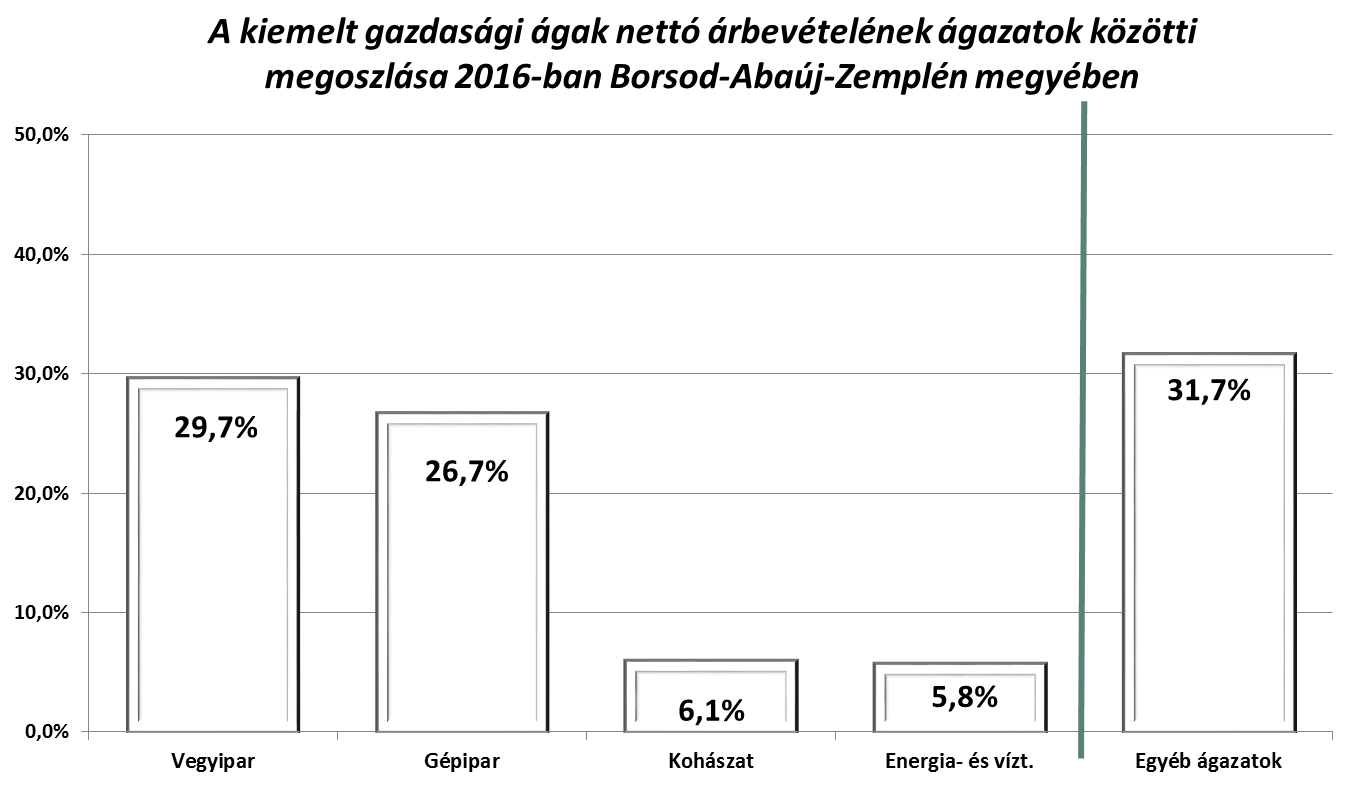 A kiemelt gazdasági ágak nettó árbevételének ágazatok közötti
megoszlása 2016-ban Borsod-Abaúj-Zemplén megyében
50,0%
40,0%
30,0%
20,0%
10,0%
0,0%
29,7%
26,7%
6,1%
5,8%
31,7%
Vegyipar
Gépipar
Kohászat
Energia- és vízt.
Egyéb ágazatok